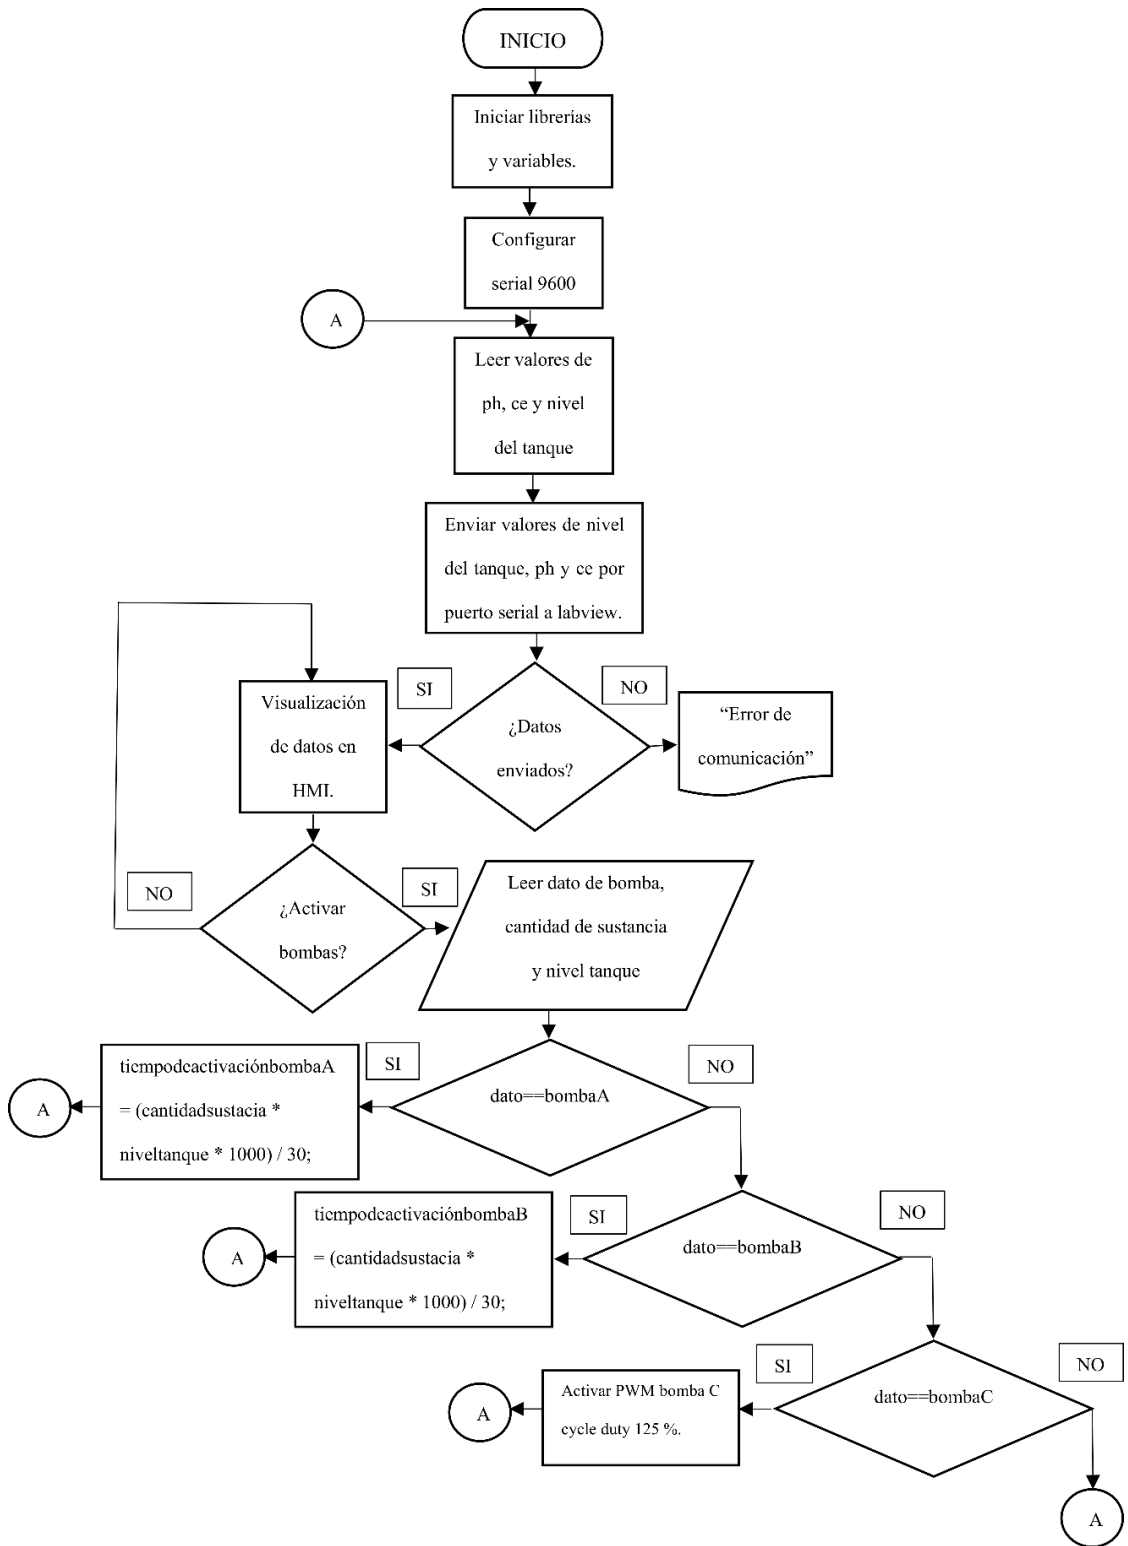 INICIO
Iniciar librerías
y variables.
Configurar
serial 9600
A
Leer valores de
ph, ce y nivel
del tanque
Enviar valores de nivel
del tanque, ph y ce por
puerto serial a labview.
SI
NO
¿Datos
enviados?
“Error de
comunicación”
Visualización
de datos en
HMI.
NO
SI
¿Activar
bombas?
Leer dato de bomba,
cantidad de sustancia
y nivel tanque
SI
NO
dato==bombaA
tiempodeactivaciónbombaA
= (cantidadsustacia *
niveltanque * 1000) / 30;
A
SI
NO
dato==bombaB
tiempodeactivaciónbombaB
= (cantidadsustacia *
niveltanque * 1000) / 30;
A
SI
NO
dato==bombaC
Activar PWM bomba C
cycle duty 125 %.
A
A